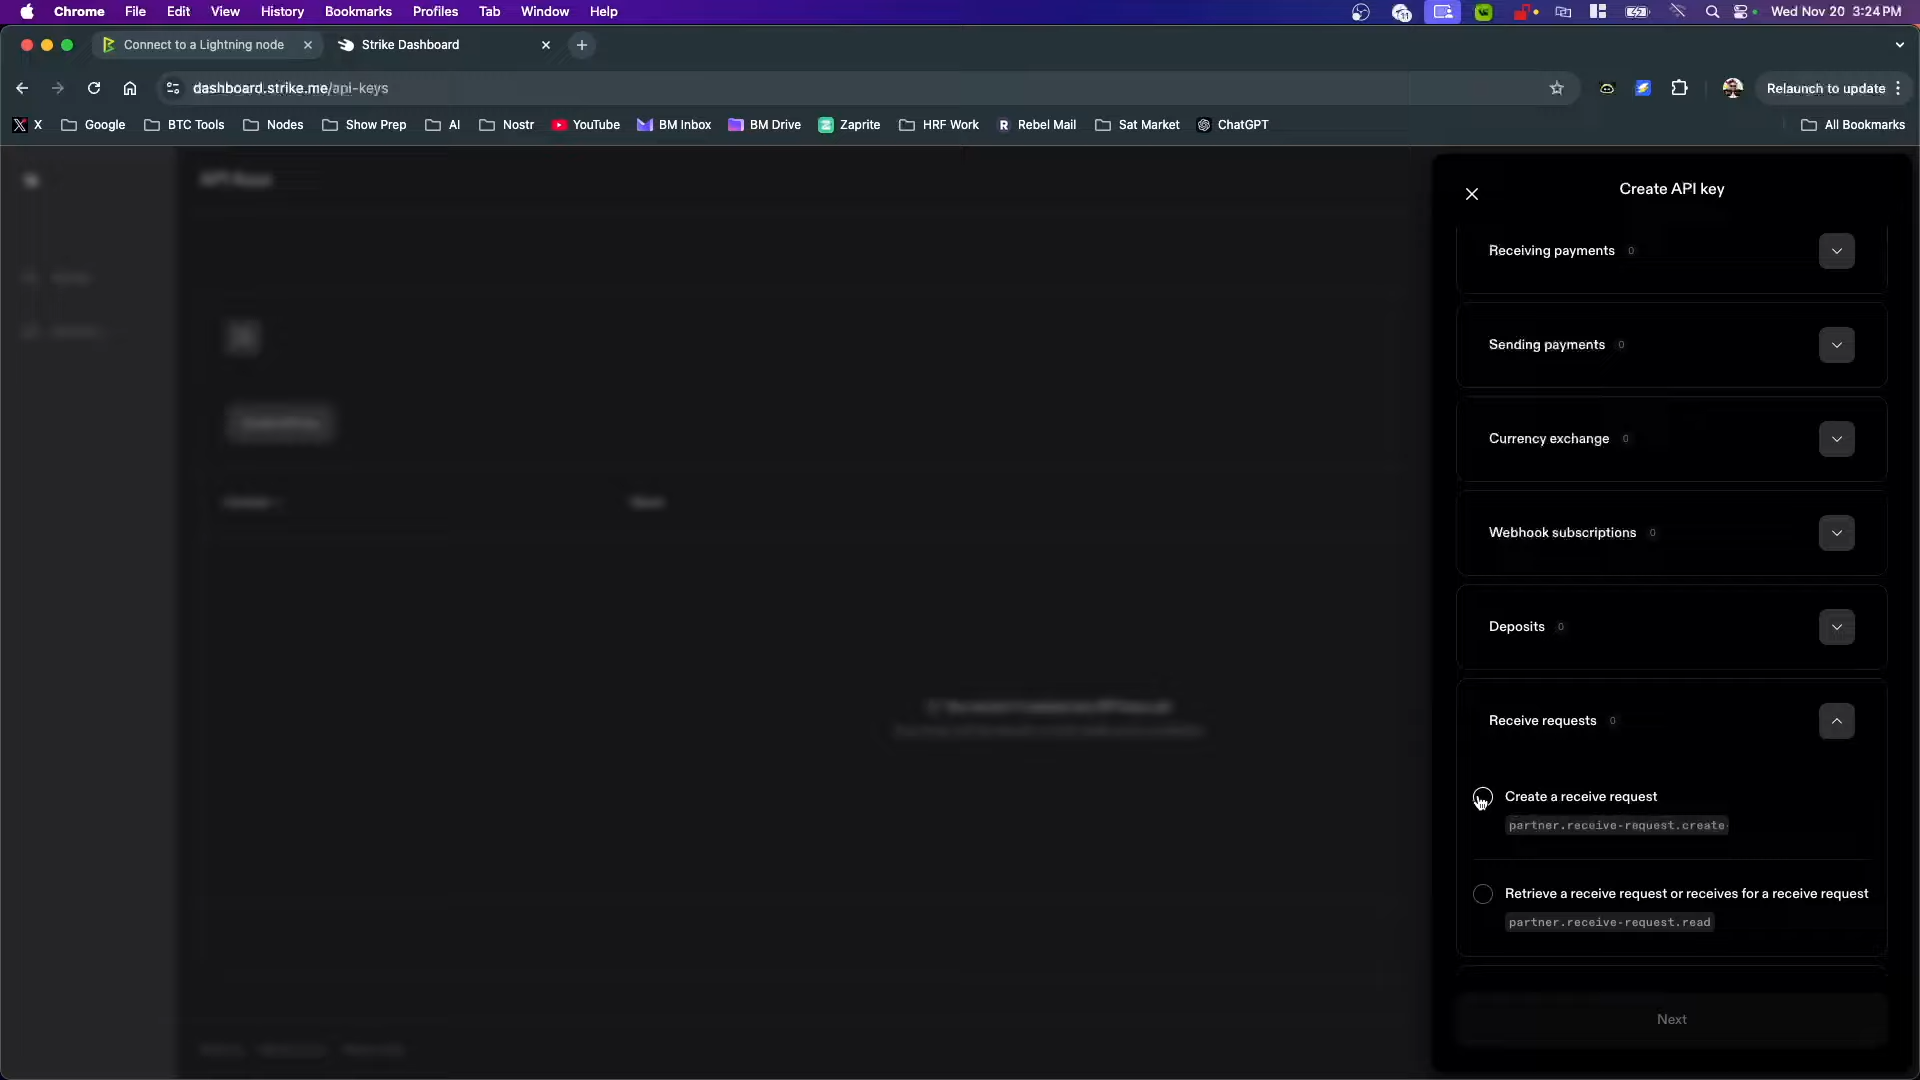 Chrome File Edit View History Bookmarks Profiles Tab Window Help 11 Wed Nov 20 3:24 PM
Connect to a Lightning node Strike Dashboard
dashboard.strike.me/api-keys Relaunch to update
X Google BTC Tools Nodes Show Prep AI Nostr YouTube BM Inbox BM Drive Zaprite HRF Work Rebel Mail Sat Market ChatGPT All Bookmarks
API Keys
Create API key
Receiving payments 0
Sending payments 0
Currency exchange 0
Webhook subscriptions 0
Deposits 0
Receive requests 0
Create a receive request
partner.receive-request.create
Retrieve a receive request or receives for a receive request
partner.receive-request.read
Next